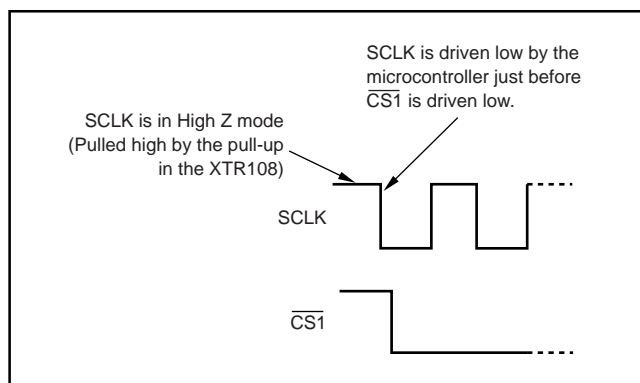 SCLK is driven low by the
microcontroller just before
CS1 is driven low.
SCLK is in High Z mode
(Pulled high by the pull-up
in the XTR108)
SCLK
CS1